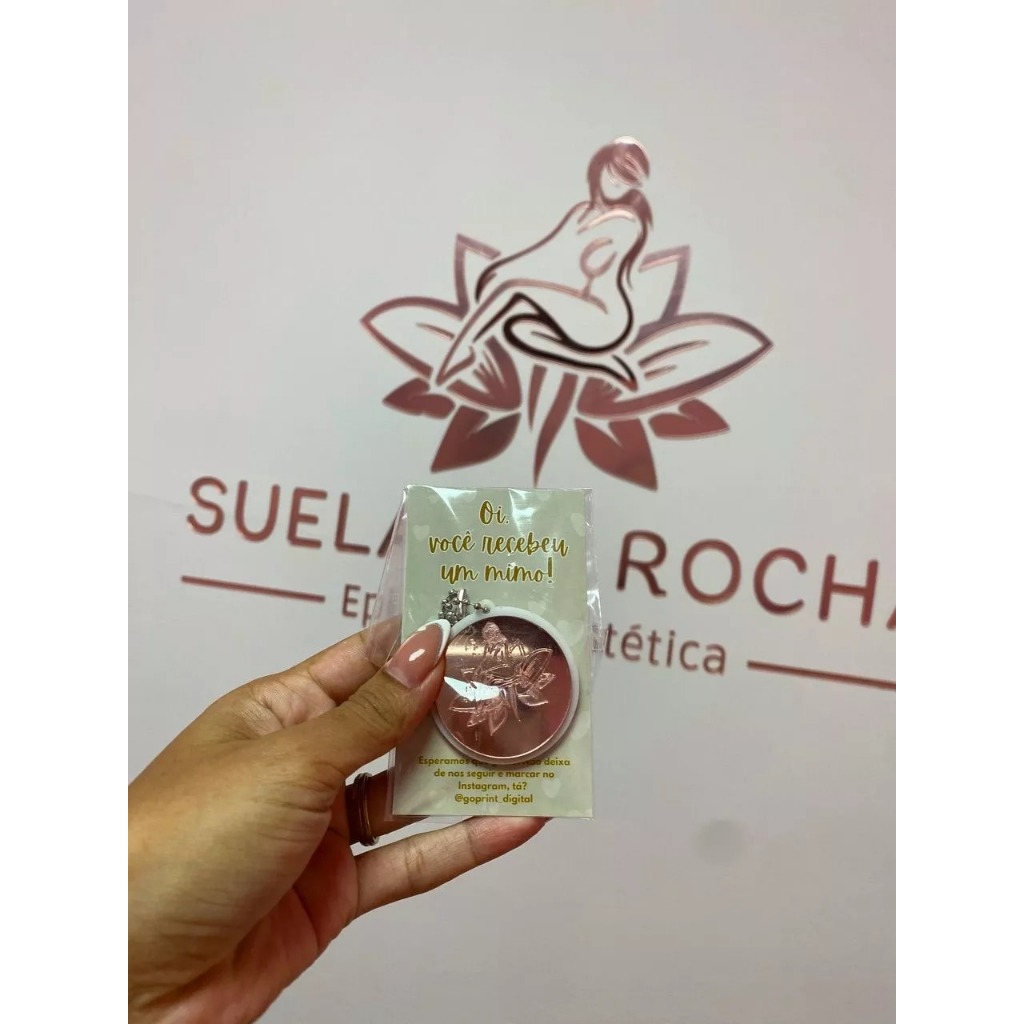 SUELA ROCHA
Ep tética
Oi,
você recebeu
um mimo!
Esperamos que deixa
de nos seguir e marcar no
Instagram, tá?
@goprint_digital